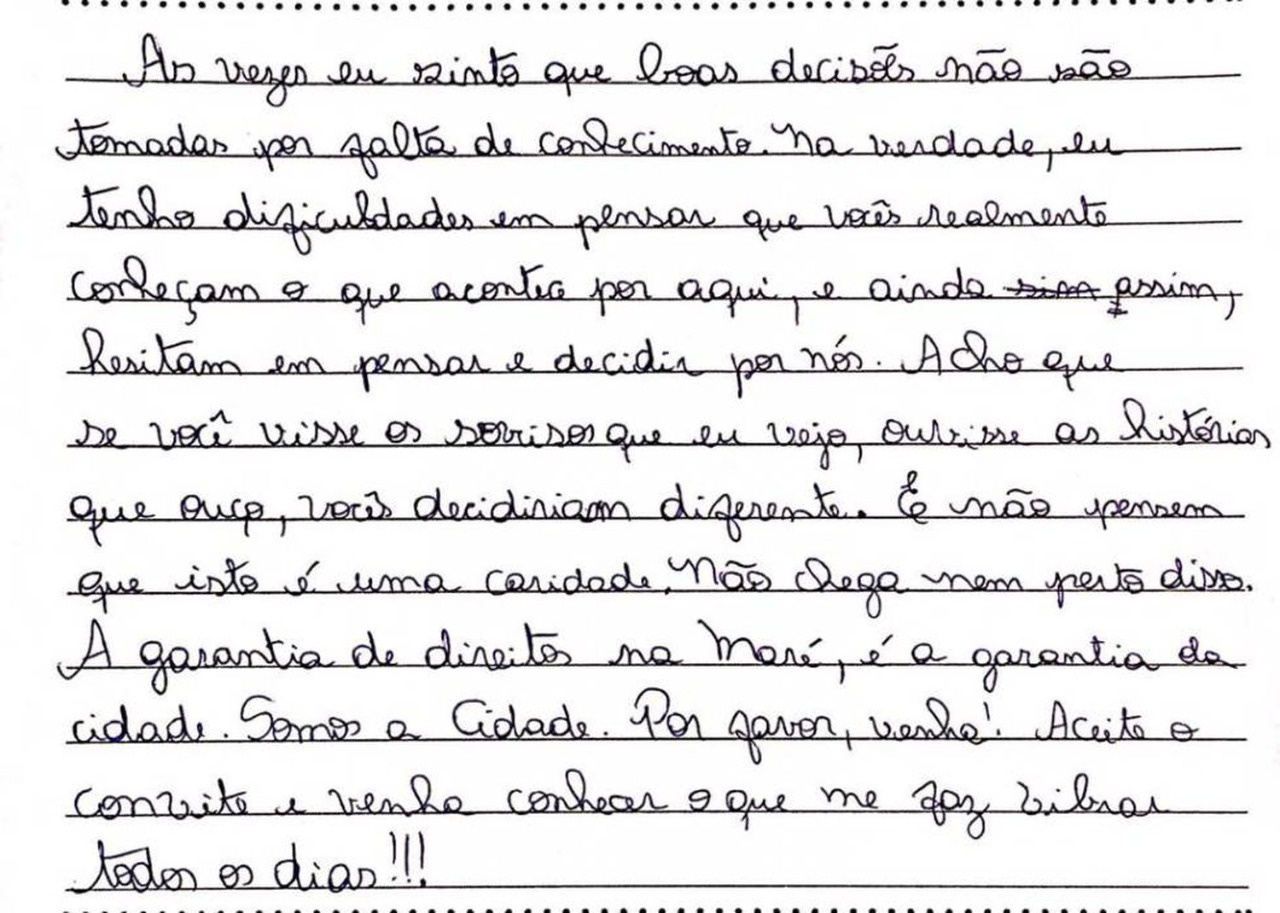 As vezes eu sinto que boas decisões não são
tomadas por falta de conhecimento. Na verdade, eu
tenho dificuldades em pensar que vocês realmente
conheçam o que acontece por aqui, e ainda sim assim,
hesitam em pensar e decidir por nós. Acho que
se você visse os sorrisos que eu vejo, ouvisse as histórias
que ouço, vocês decidiriam diferente. E não pensem
que isto é uma caridade. Não chega nem perto disso.
A garantia de direitos na Maré, é a garantia da
cidade. Somos a Cidade. Por favor, venha! Aceite o
convite e venha conhecer o que me faz vibrar
todos os dias!!!